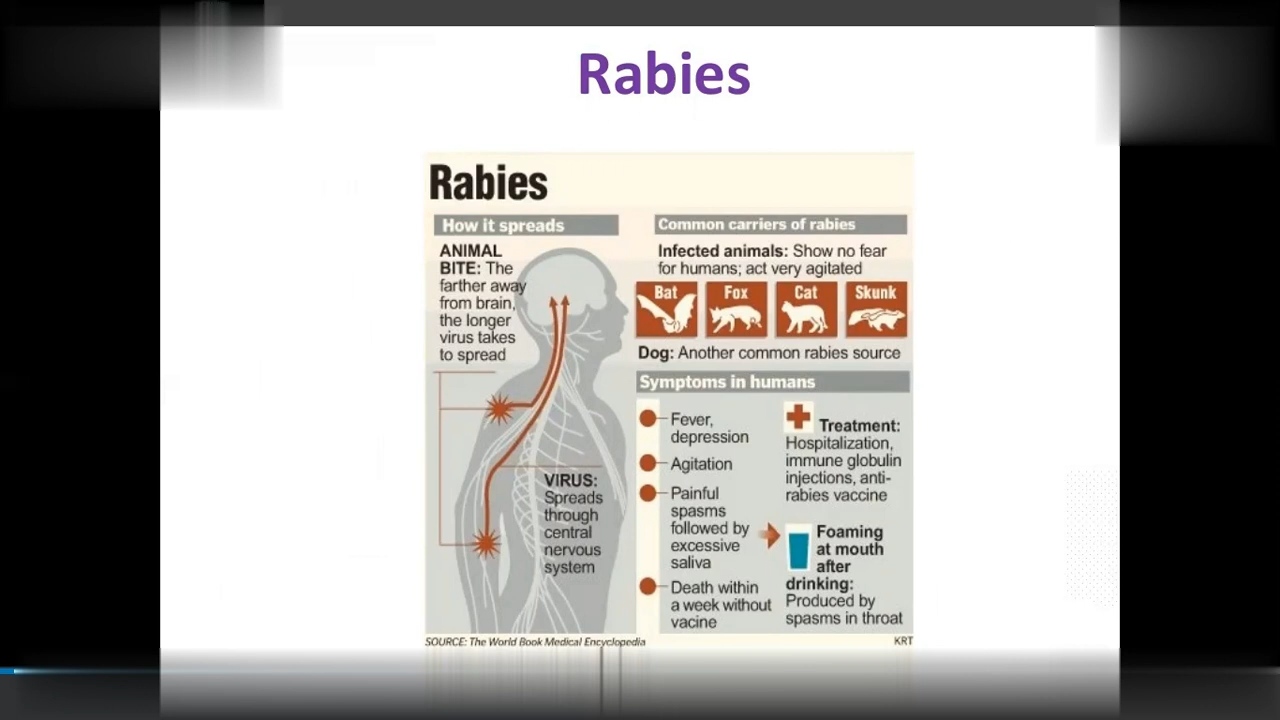 Rabies
Rabies
How it spreads
ANIMAL
BITE: The
farther away
from brain,
the longer
virus takes
to spread
VIRUS:
Spreads
through
central
nervous
system
Common carriers of rabies
Infected animals: Show no fear
for humans; act very agitated
Bat
Fox
Cat
Skunk
Dog: Another common rabies source
Symptoms in humans
Fever,
depression
Agitation
Painful
spasms
followed by
excessive
saliva
Death within
a week without
vacine
Treatment:
Hospitalization,
immune globulin
injections, anti-
rabies vaccine
Foaming
at mouth
after
drinking:
Produced by
spasms in throat
SOURCE: The World Book Medical Encyclopedia
KRT